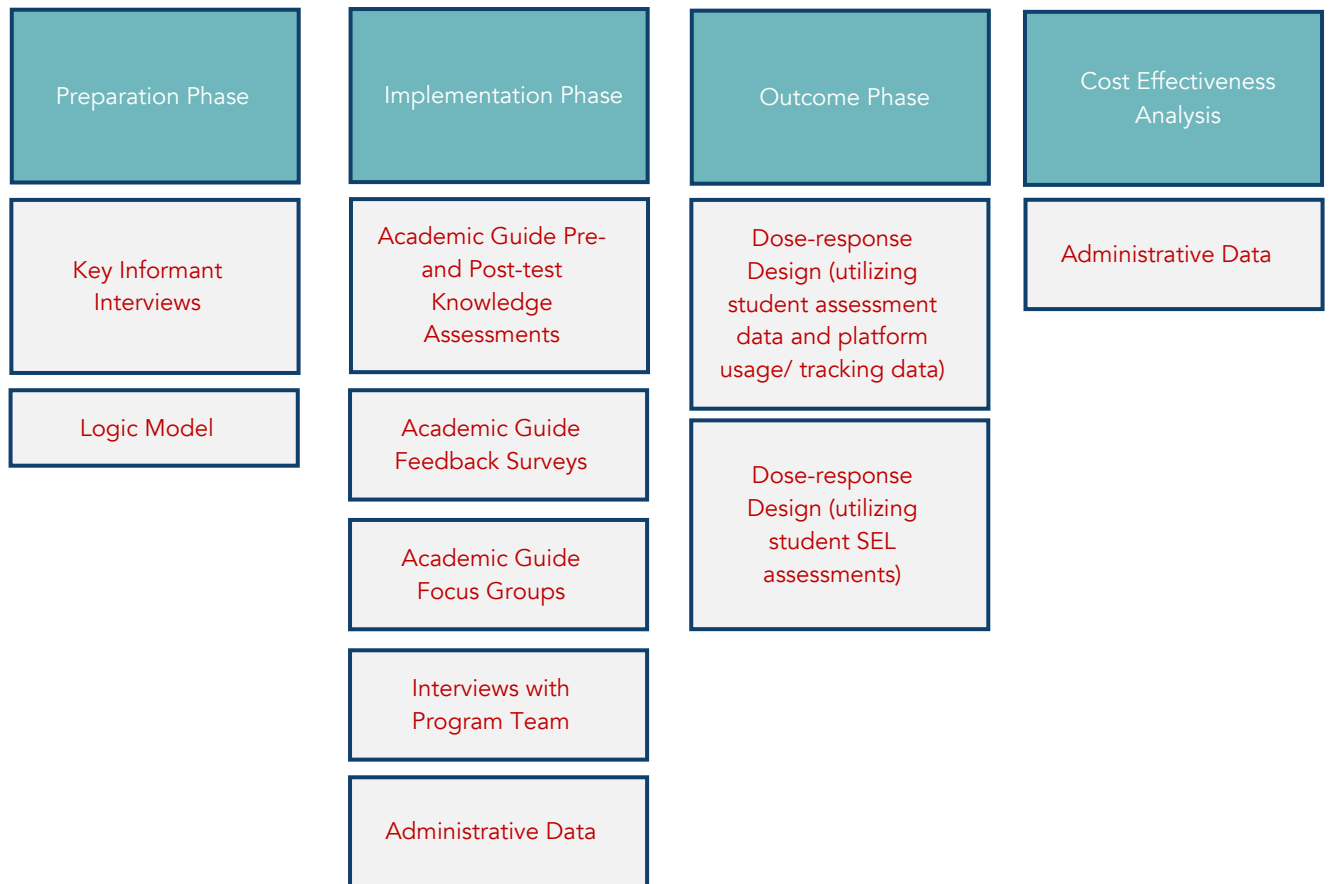 Preparation Phase
Implementation Phase
Outcome Phase
Cost Effectiveness
Analysis
Key Informant
Interviews
Logic Model
Academic Guide Pre-
and Post-test
Knowledge
Assessments
Academic Guide
Feedback Surveys
Academic Guide
Focus Groups
Interviews with
Program Team
Administrative Data
Dose-response
Design (utilizing
student assessment
data and platform
usage/ tracking data)
Dose-response
Design (utilizing
student SEL
assessments)
Administrative Data